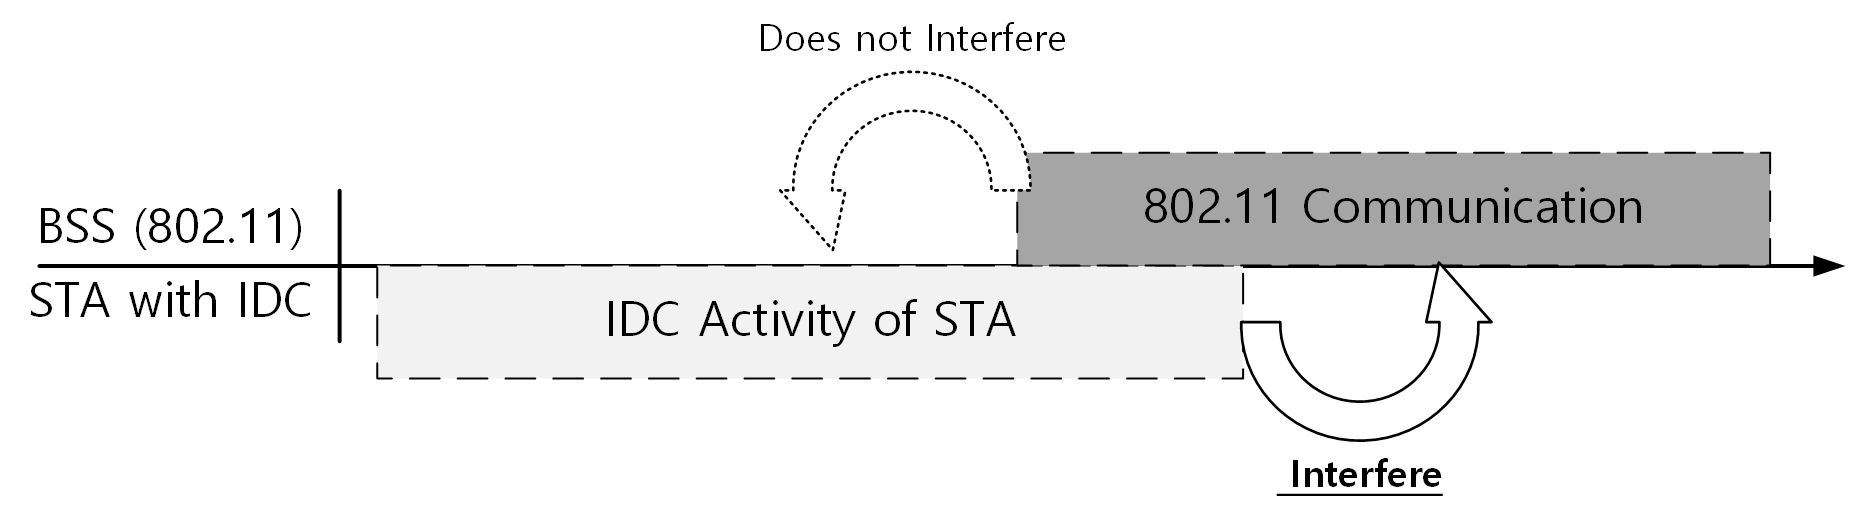 Does not Interfere
802.11 Communication
BSS (802.11)
STA with IDC
IDC Activity of STA
Interfere